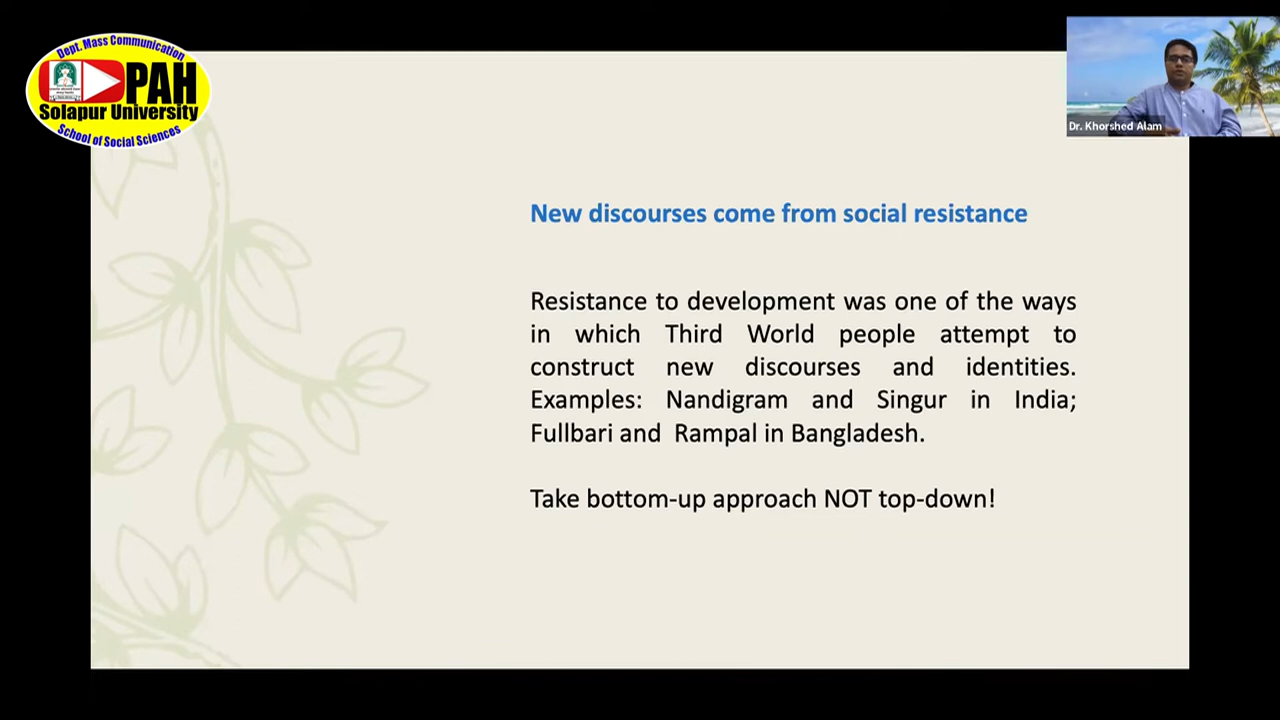 Dept. Mass Communication
PAH
Solapur University
School of Social Sciences
Dr. Khorshed Alam
New discourses come from social resistance
Resistance to development was one of the ways
in which Third World people attempt to
construct new discourses and identities.
Examples: Nandigram and Singur in India;
Fullbari and Rampal in Bangladesh.
Take bottom-up approach NOT top-down!